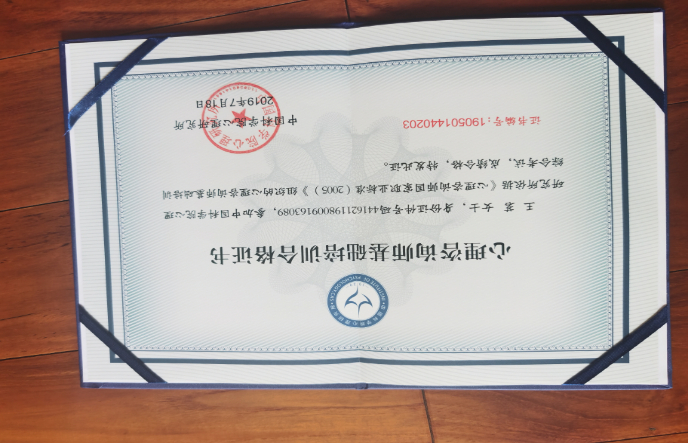 心理咨询师基础培训合格证书
王 女士，身份证件号码441621198009163089，参加中国科学院心理
研究所依据《心理咨询师国家职业标准（2005）》组织的心理咨询师基础培训
综合考试，成绩合格，特发此证。
证书编号：190501440203
中国科学院心理研究所
2019年7月18日